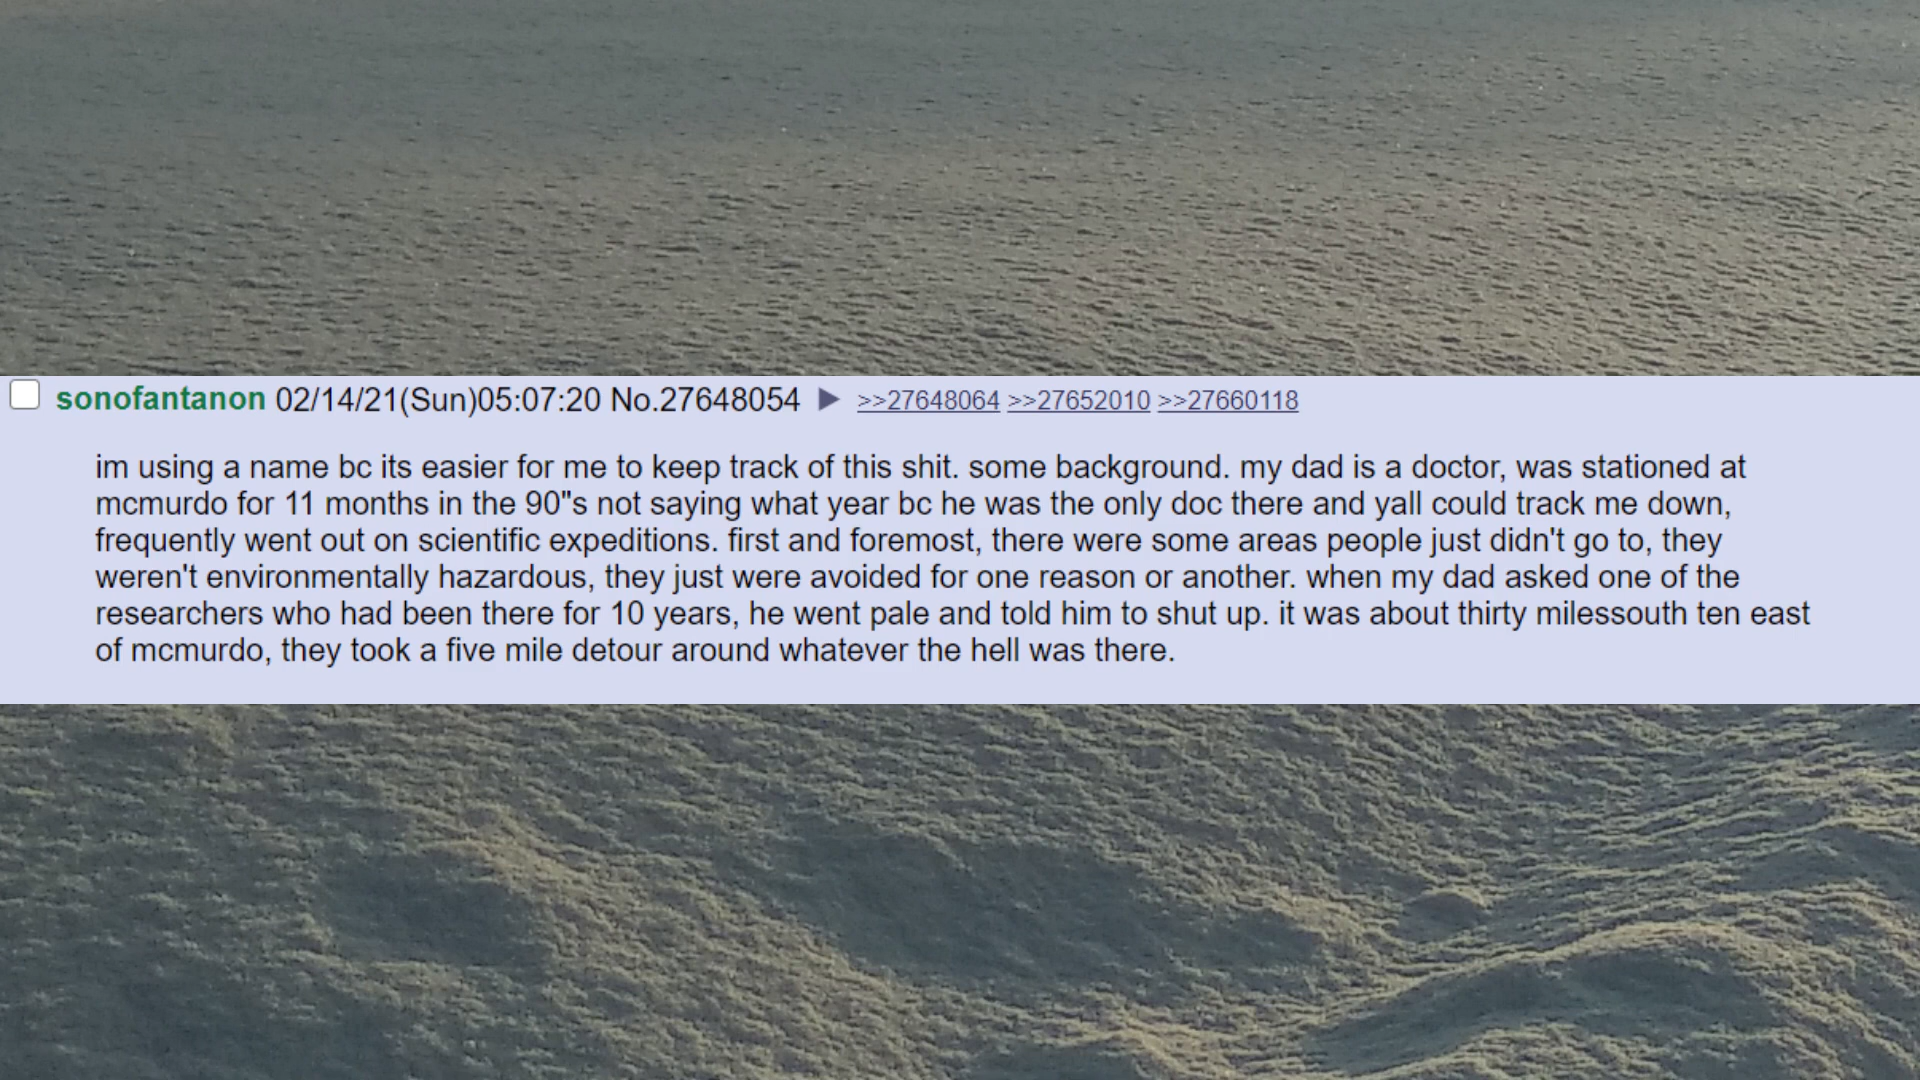 sonofantanon 02/14/21(Sun)05:07:20 No.27648054 ▶ >>27648064 >>27652010 >>27660118
im using a name bc its easier for me to keep track of this shit. some background. my dad is a doctor, was stationed at
mcmurdo for 11 months in the 90"s not saying what year bc he was the only doc there and yall could track me down,
frequently went out on scientific expeditions. first and foremost, there were some areas people just didn't go to, they
weren't environmentally hazardous, they just were avoided for one reason or another. when my dad asked one of the
researchers who had been there for 10 years, he went pale and told him to shut up. it was about thirty milessouth ten east
of mcmurdo, they took a five mile detour around whatever the hell was there.